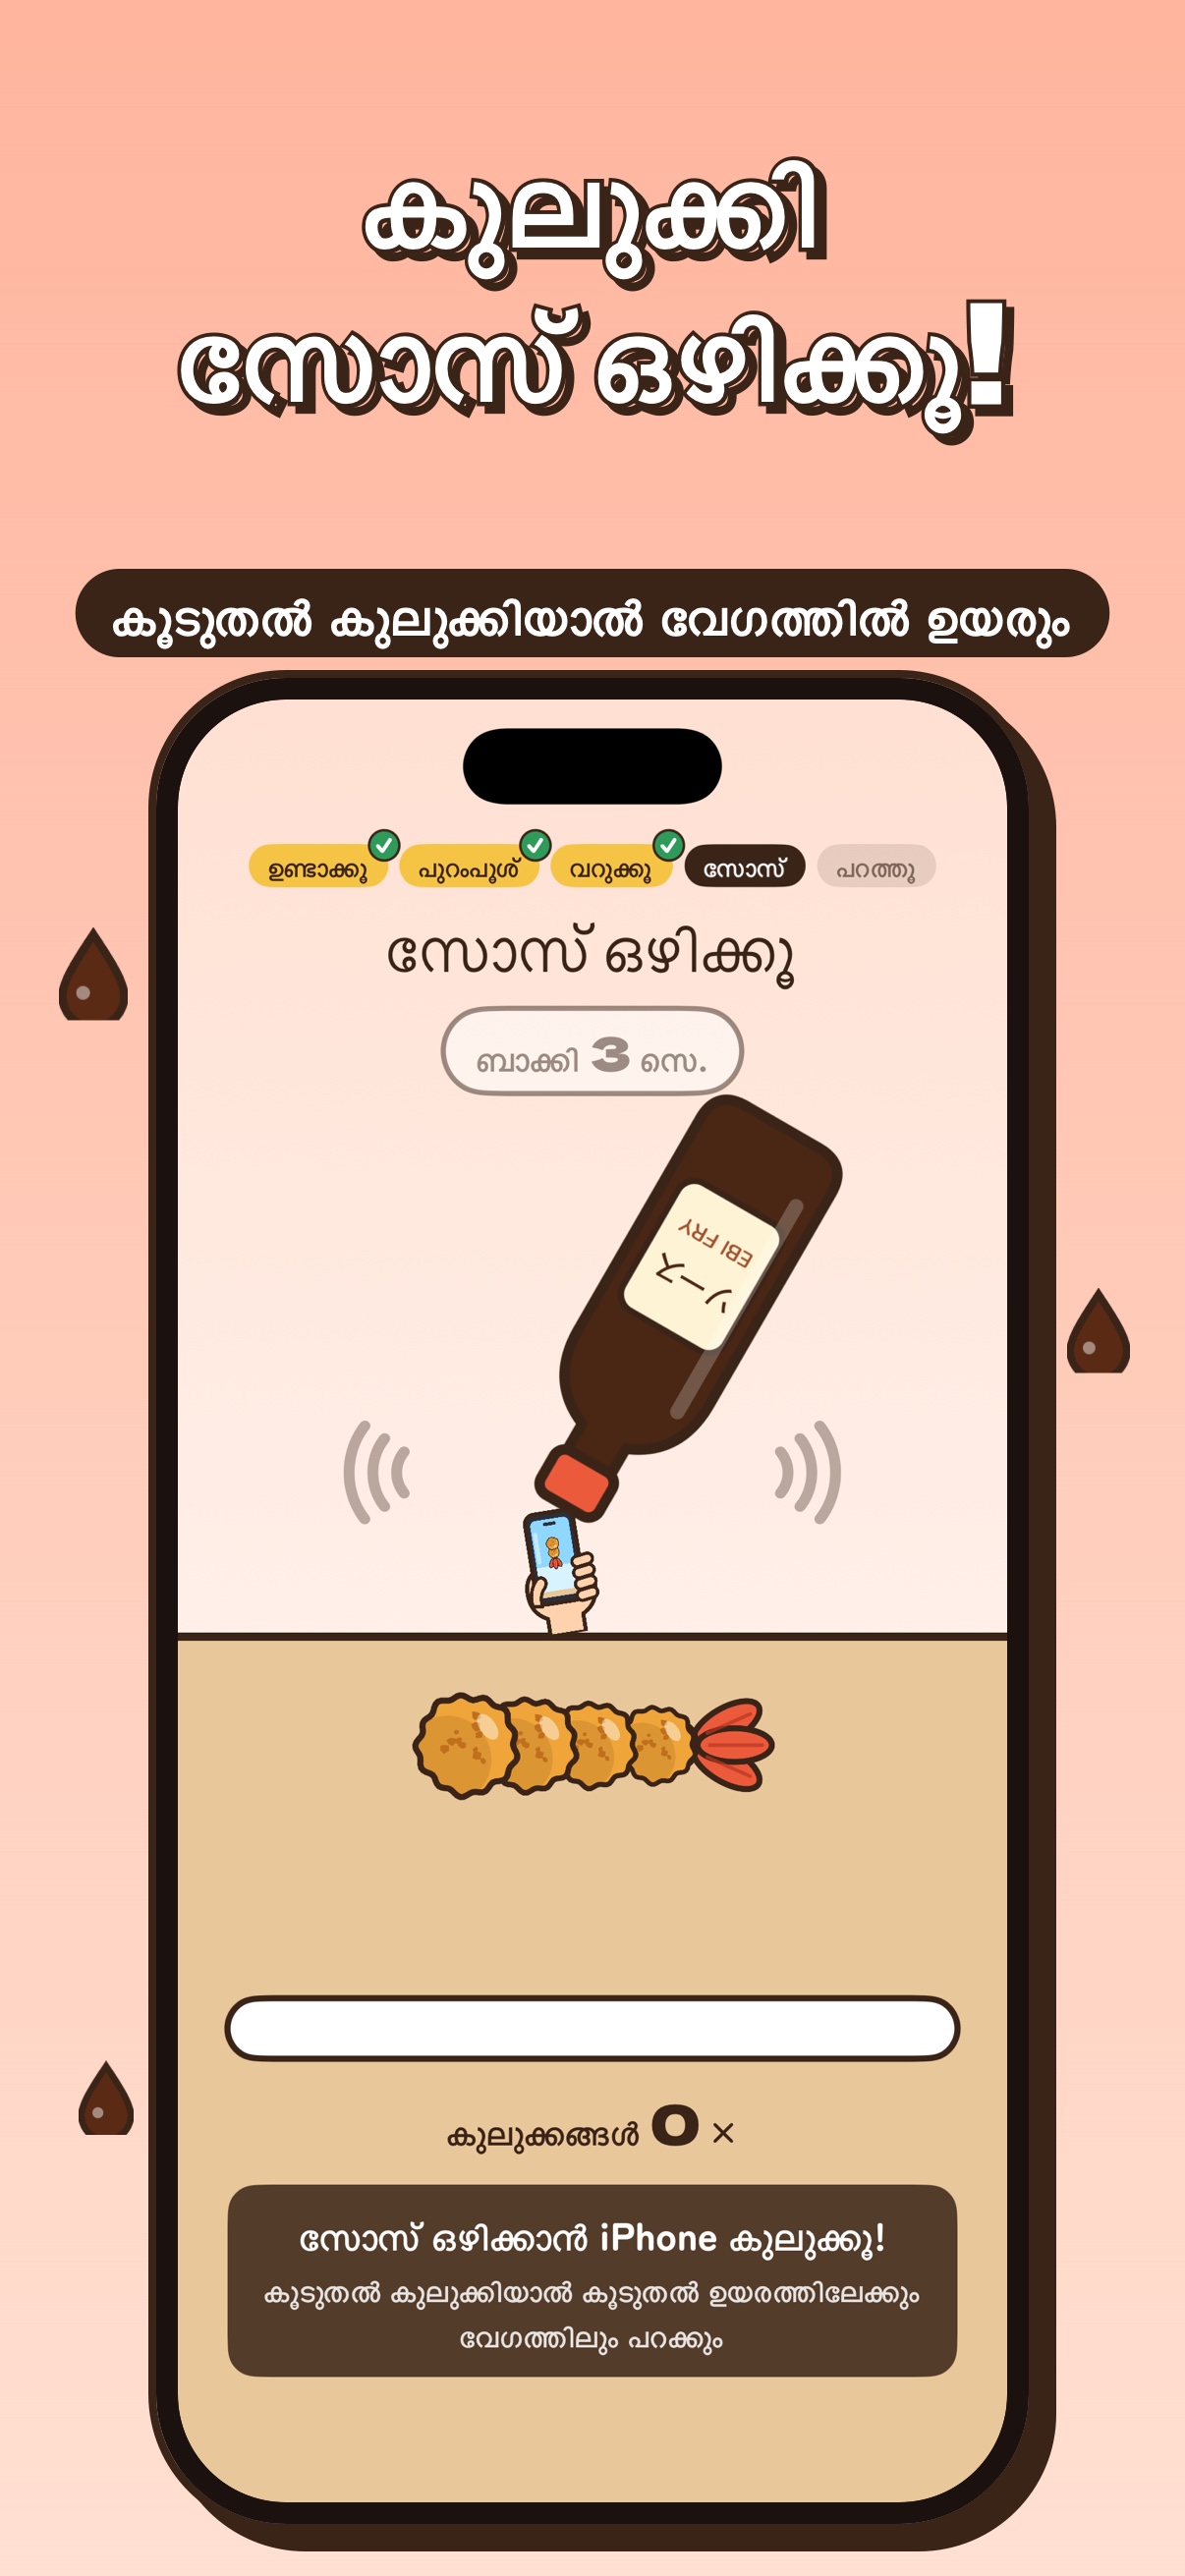 കുലുക്കി
സോസ് ഒഴിക്കൂ!
കൂടുതൽ കുലുക്കിയാൽ വേഗത്തിൽ ഉയരും
ഉണ്ടാക്കൂ പുറംപൂശ് വറുക്കൂ സോസ് പറത്തൂ
സോസ് ഒഴിക്കൂ
ബാക്കി 3 സെ.
EBI FRY
ソース
കുലുക്കങ്ങൾ 0 ×
സോസ് ഒഴിക്കാൻ iPhone കുലുക്കൂ!
കൂടുതൽ കുലുക്കിയാൽ കൂടുതൽ ഉയരത്തിലേക്കും
വേഗത്തിലും പറക്കും